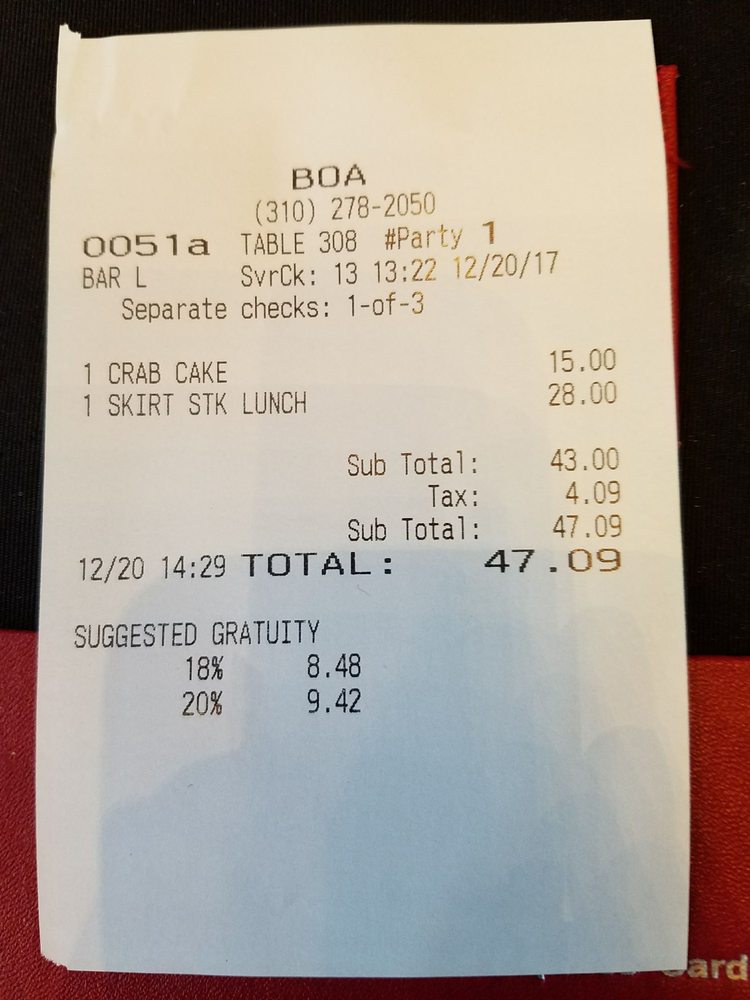 BOA
(310) 278-2050
0051a TABLE 308 #Party 1
BAR L SvrCk: 13 13:22 12/20/17
Separate checks: 1-of-3
1 CRAB CAKE 15.00
1 SKIRT STK LUNCH 28.00
Sub Total: 43.00
Tax: 4.09
Sub Total: 47.09
12/20 14:29 TOTAL: 47.09
SUGGESTED GRATUITY
18% 8.48
20% 9.42